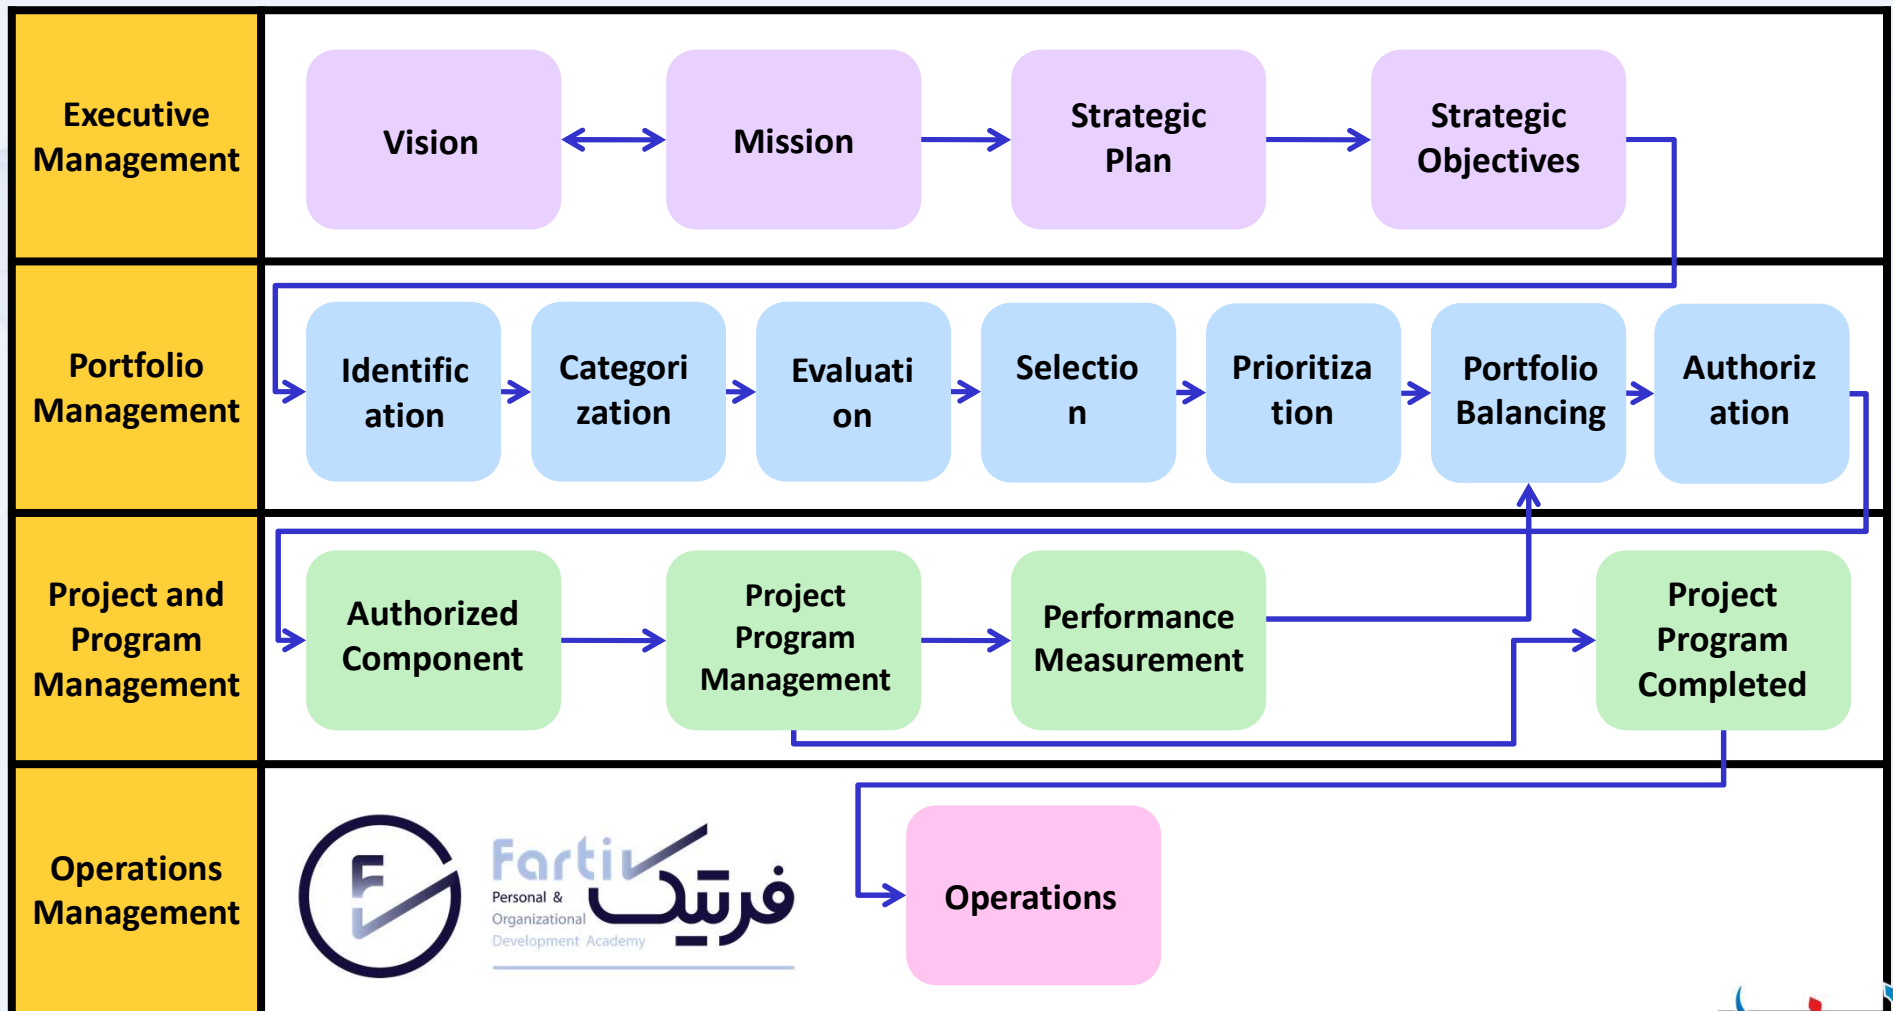 Executive
Management
Vision
Mission
Strategic
Plan
Strategic
Objectives
Portfolio
Management
Identific
ation
Categori
zation
Evaluati
on
Selectio
n
Prioritiza
tion
Portfolio
Balancing
Authoriz
ation
Project and
Program
Management
Authorized
Component
Project
Program
Management
Performance
Measurement
Project
Program
Completed
Operations
Management
Fartik
فرتیک
Personal &
Organizational
Development Academy
Operations